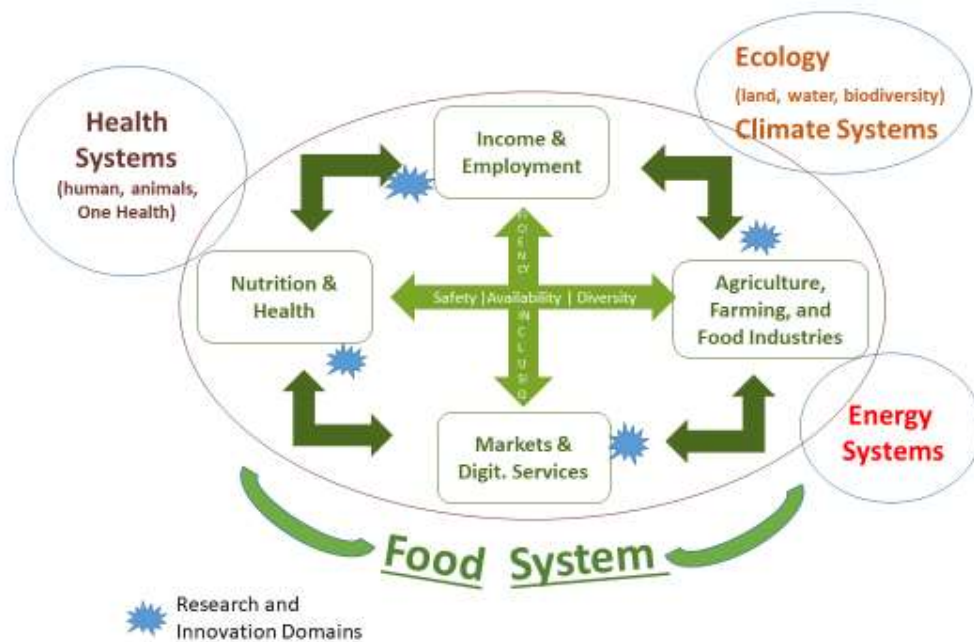 Ecology
(land, water, biodiversity)
Climate Systems
Health
Systems
(human, animals,
One Health)
Income &
Employment
Nutrition &
Health
Safety |Availability | Diversity
Agriculture,
Farming, and
Food Industries
Markets &
Digit. Services
Energy
Systems
Food System
Research and
Innovation Domains